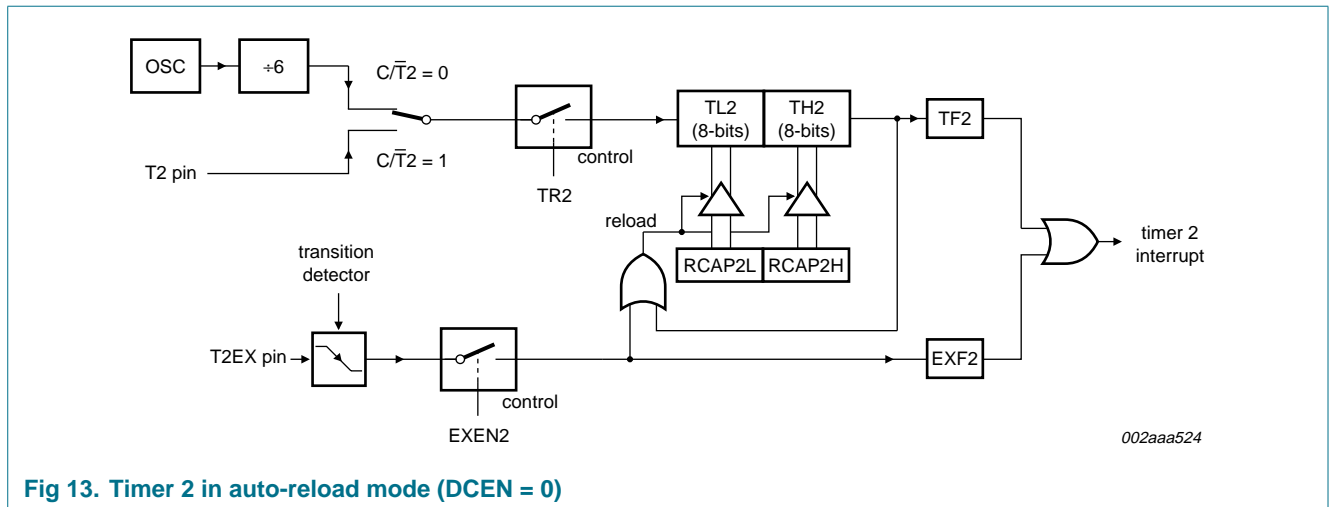 OSC
÷6
C/T̅2 = 0
C/T̅2 = 1
T2 pin
control
TR2
TL2
(8-bits)
TH2
(8-bits)
TF2
reload
RCAP2L
RCAP2H
timer 2
interrupt
transition
detector
T2EX pin
control
EXEN2
EXF2
002aaa524
Fig 13. Timer 2 in auto-reload mode (DCEN = 0)